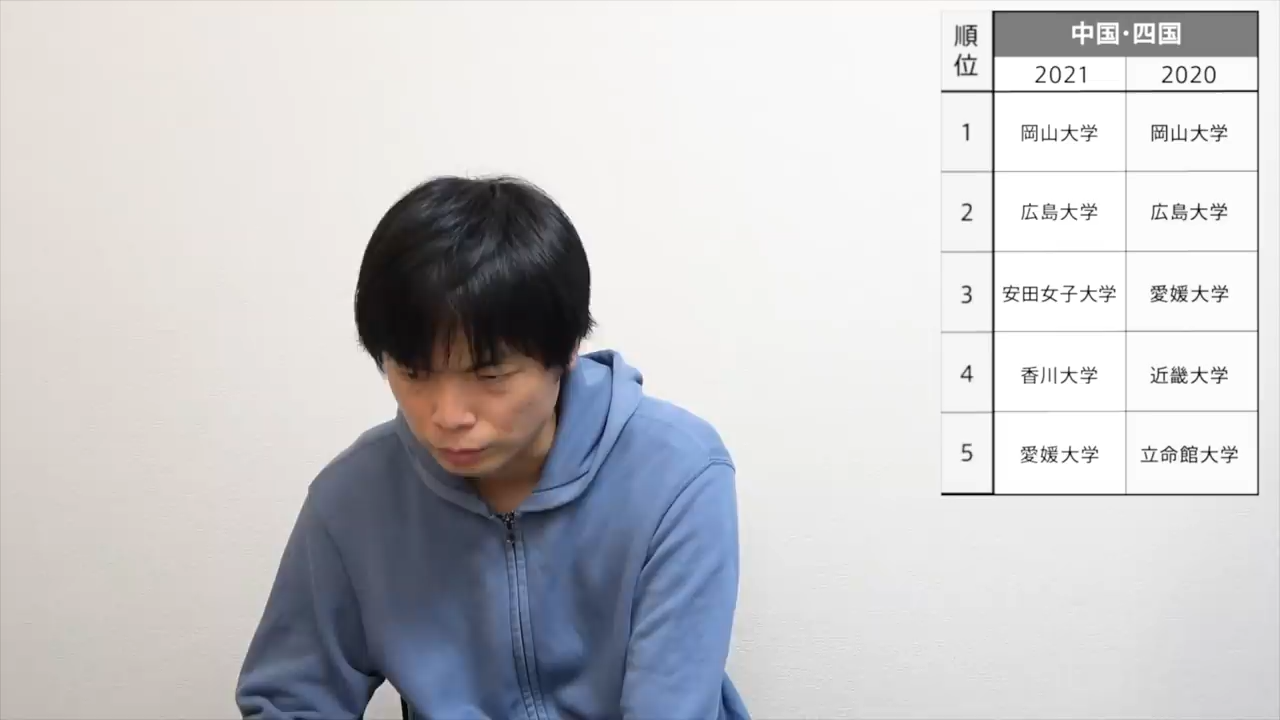 順位 中国・四国
2021 2020
1 岡山大学 岡山大学
2 広島大学 広島大学
3 安田女子大学 愛媛大学
4 香川大学 近畿大学
5 愛媛大学 立命館大学